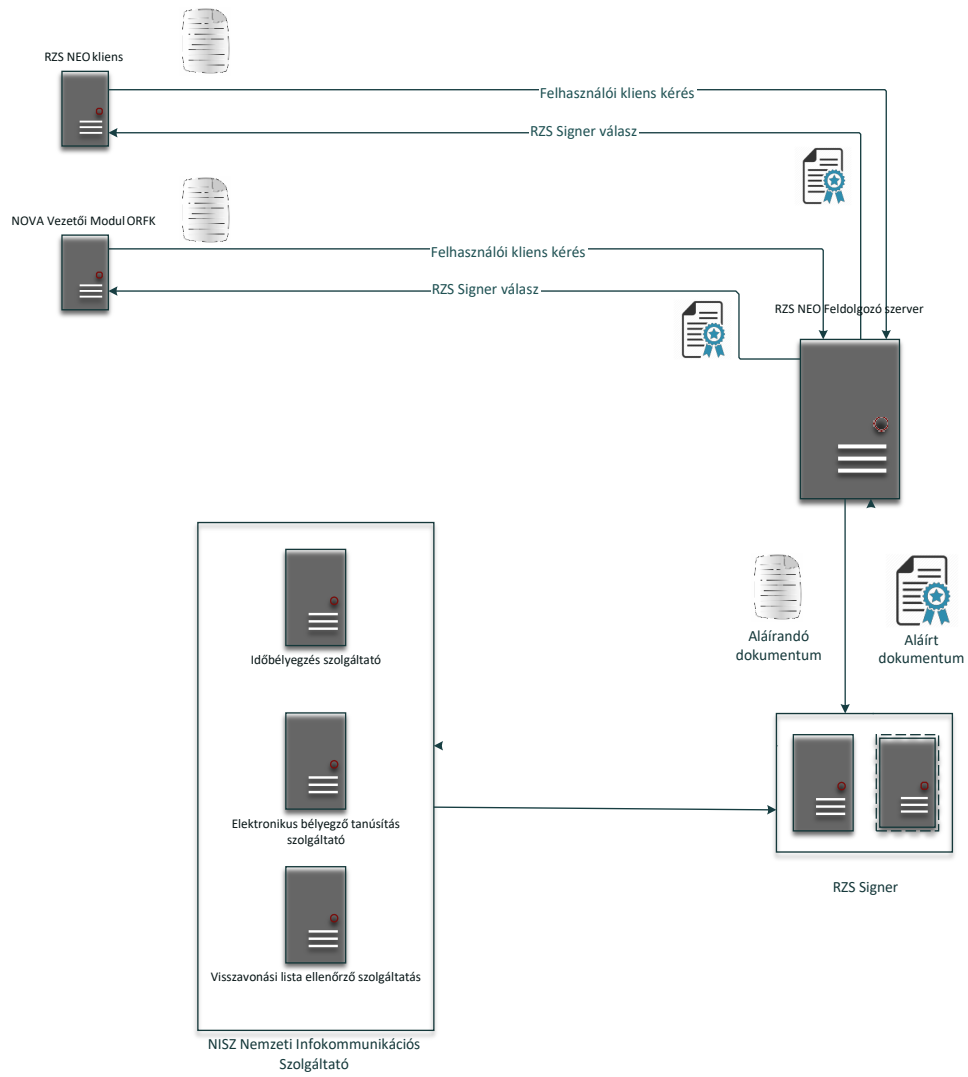 RZS NEO kliens
Felhasználói kliens kérés
RZS Signer válasz
NOVA Vezetői Modul ORFK
Felhasználói kliens kérés
RZS Signer válasz
RZS NEO Feldolgozó szerver
Aláírandó
dokumentum
Aláírt
dokumentum
Időbélyegzés szolgáltató
Elektronikus bélyegző tanúsítás
szolgáltató
Visszavonási lista ellenőrző szolgáltatás
RZS Signer
NISZ Nemzeti Infokommunikációs
Szolgáltató